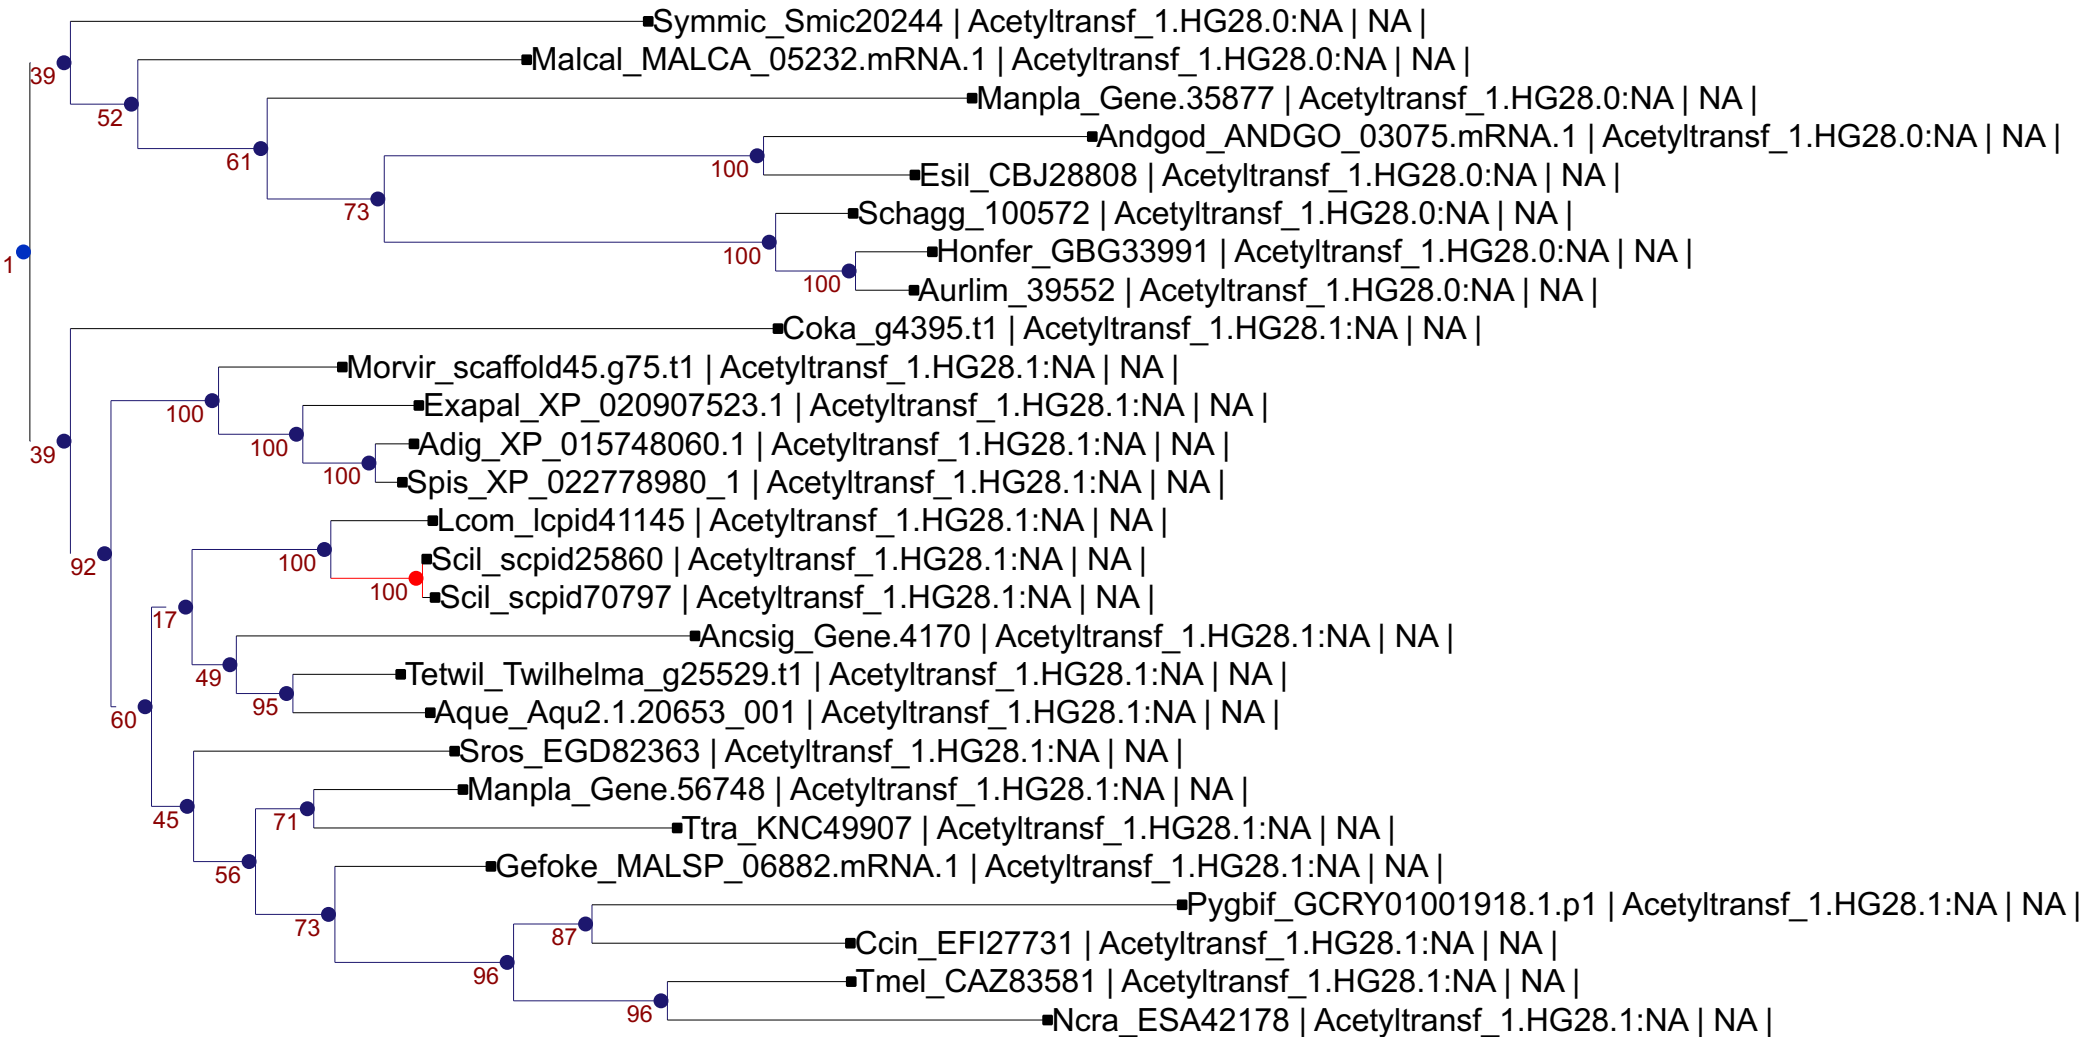 Symmic_Smic20244 | Acetyltransf_1.HG28.0:NA | NA |
Malcal_MALCA_05232.mRNA.1 | Acetyltransf_1.HG28.0:NA | NA |
39
Manpla_Gene.35877 | Acetyltransf_1.HG28.0:NA | NA |
52
Andgod_ANDGO_03075.mRNA.1 | Acetyltransf_1.HG28.0:NA | NA |
61
100
Esil_CBJ28808 | Acetyltransf_1.HG28.0:NA | NA |
73
Schagg_100572 | Acetyltransf_1.HG28.0:NA | NA |
100
Honfer_GBG33991 | Acetyltransf_1.HG28.0:NA | NA |
1
100
Aurlim_39552 | Acetyltransf_1.HG28.0:NA | NA |
Coka_g4395.t1 | Acetyltransf_1.HG28.1:NA | NA |
Morvir_scaffold45.g75.t1 | Acetyltransf_1.HG28.1:NA | NA |
100
Exapal_XP_020907523.1 | Acetyltransf_1.HG28.1:NA | NA |
39
100
Adig_XP_015748060.1 | Acetyltransf_1.HG28.1:NA | NA |
100
Spis_XP_022778980_1 | Acetyltransf_1.HG28.1:NA | NA |
Lcom_lcpid41145 | Acetyltransf_1.HG28.1:NA | NA |
92
100
Scil_scpid25860 | Acetyltransf_1.HG28.1:NA | NA |
100
Scil_scpid70797 | Acetyltransf_1.HG28.1:NA | NA |
17
Ancsig_Gene.4170 | Acetyltransf_1.HG28.1:NA | NA |
49
Tetwil_Twilhelma_g25529.t1 | Acetyltransf_1.HG28.1:NA | NA |
95
Aque_Aqu2.1.20653_001 | Acetyltransf_1.HG28.1:NA | NA |
60
Sros_EGD82363 | Acetyltransf_1.HG28.1:NA | NA |
Manpla_Gene.56748 | Acetyltransf_1.HG28.1:NA | NA |
45
71
Ttra_KNC49907 | Acetyltransf_1.HG28.1:NA | NA |
56
Gefoke_MALSP_06882.mRNA.1 | Acetyltransf_1.HG28.1:NA | NA |
Pygbif_GCRY01001918.1.p1 | Acetyltransf_1.HG28.1:NA | NA |
73
87
Ccin_EFI27731 | Acetyltransf_1.HG28.1:NA | NA |
96
Tmel_CAZ83581 | Acetyltransf_1.HG28.1:NA | NA |
96
Ncra_ESA42178 | Acetyltransf_1.HG28.1:NA | NA |